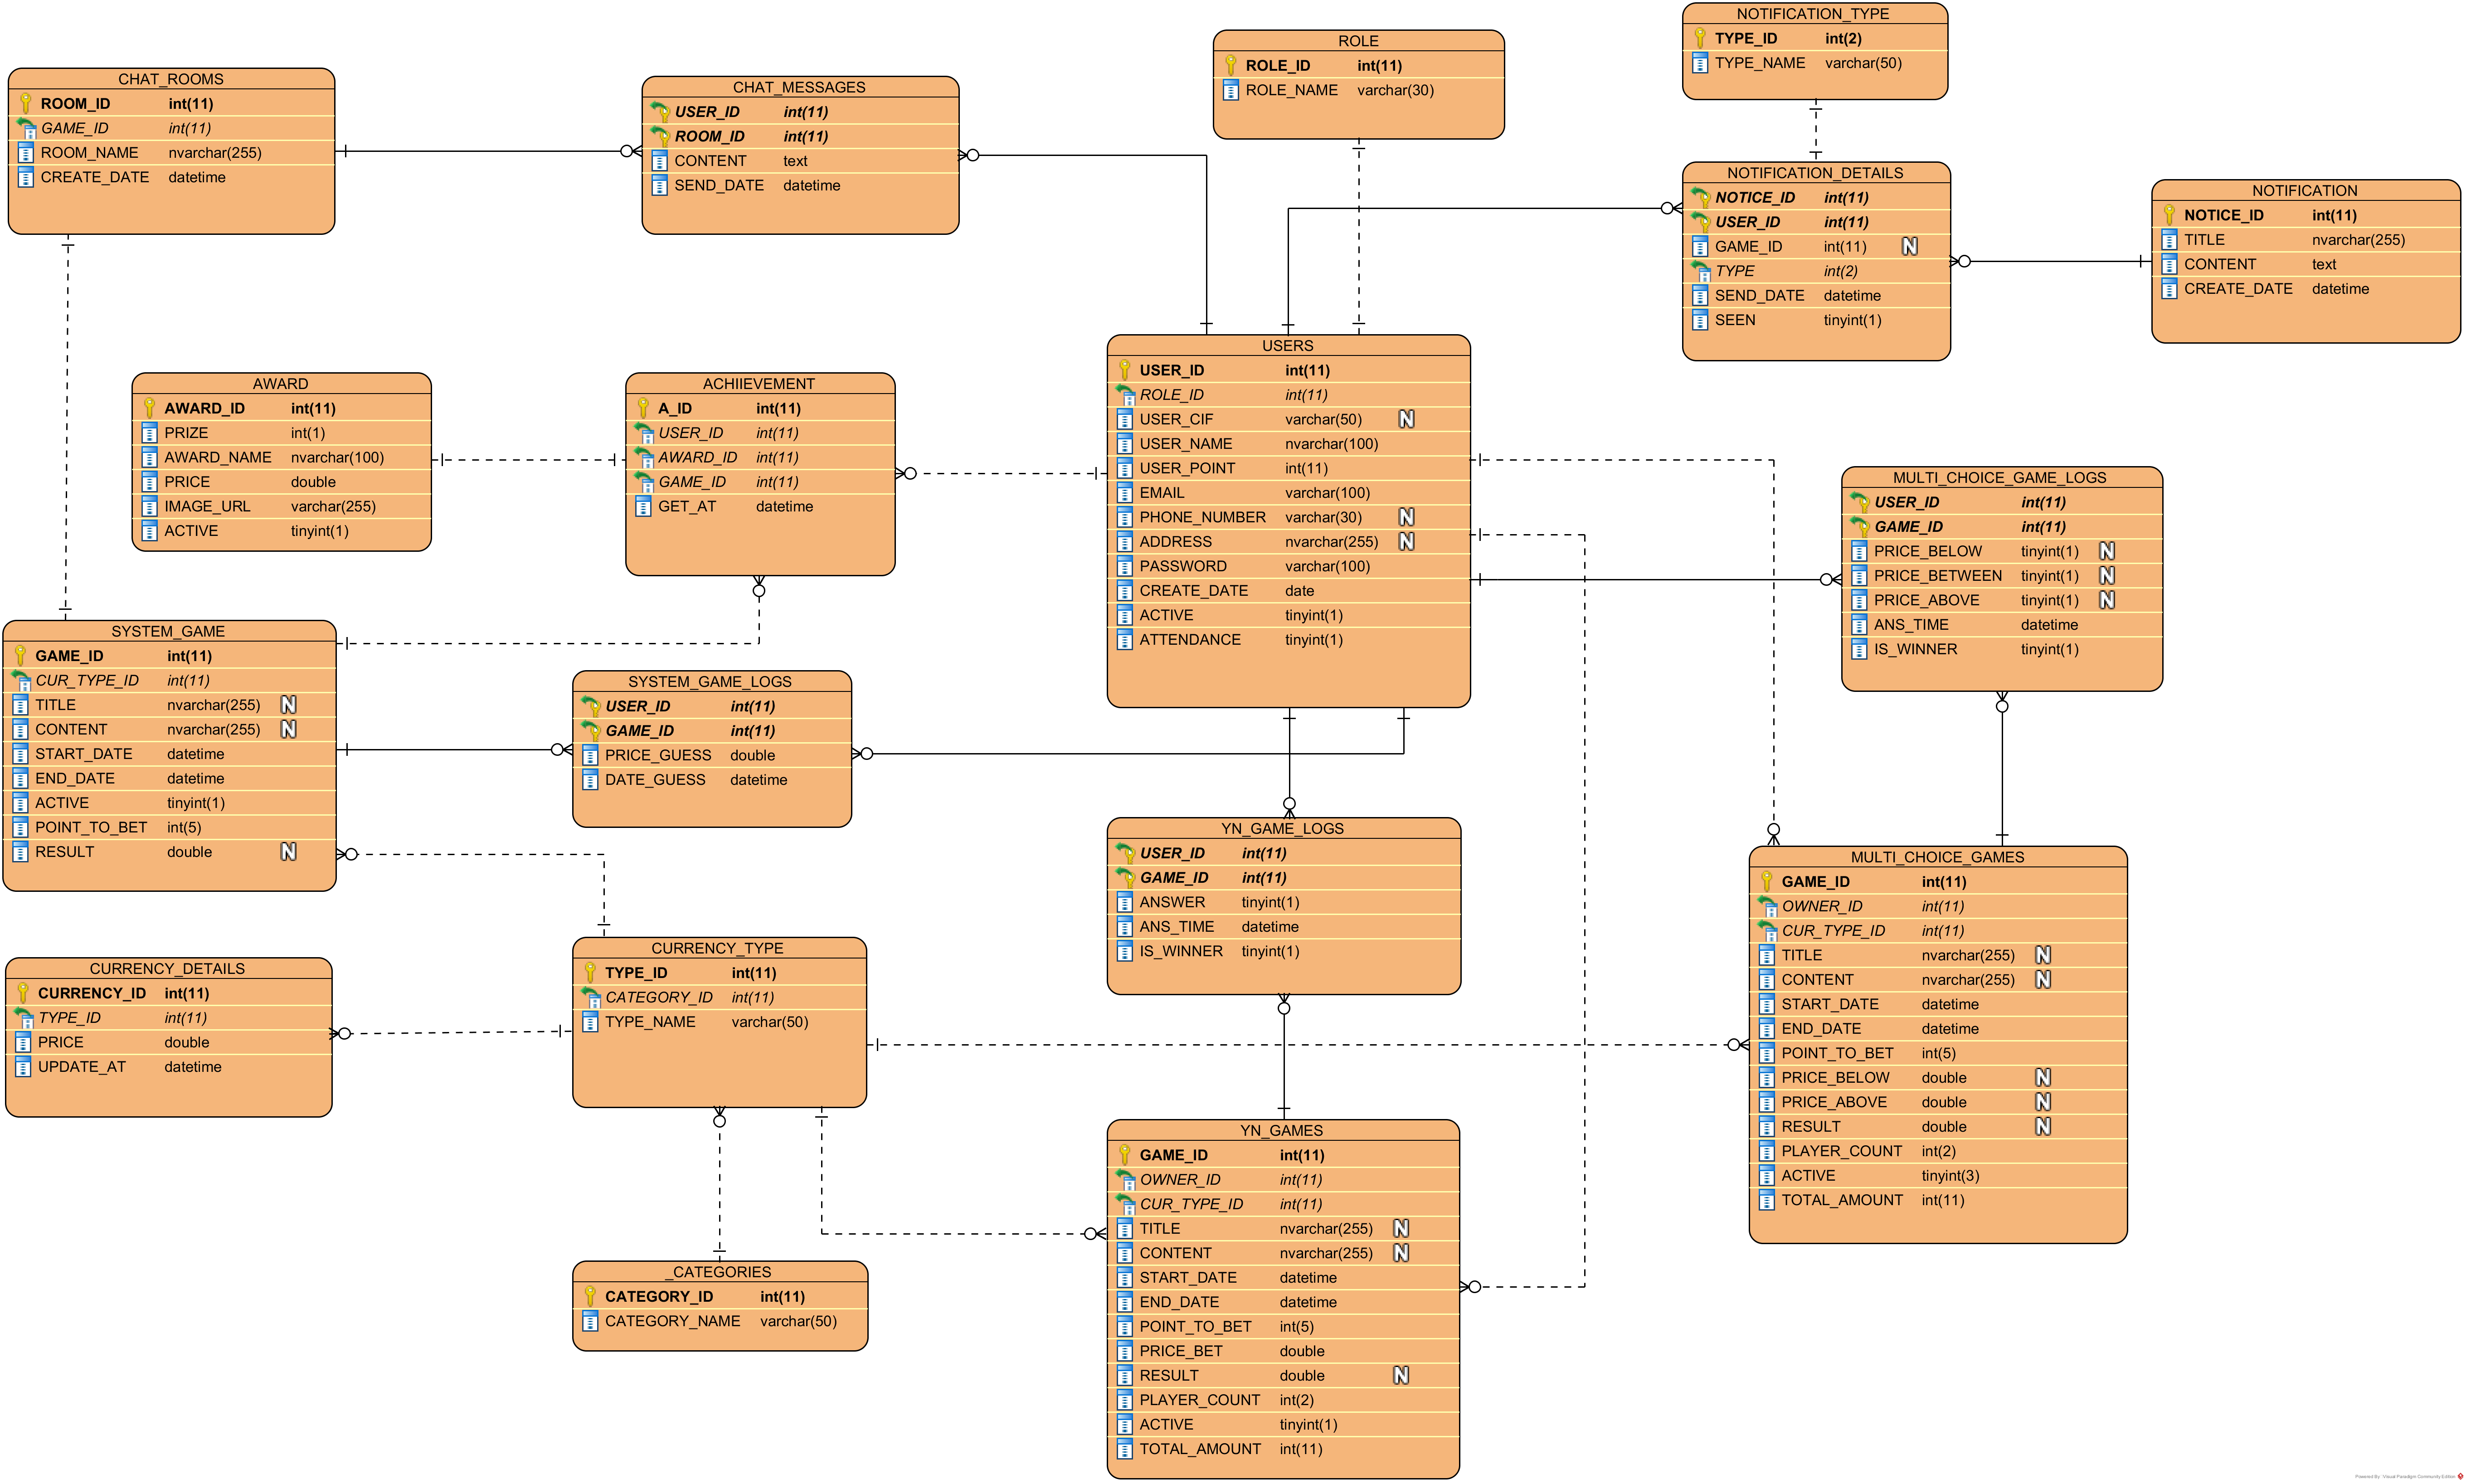 CHAT_ROOMS
ROOM_ID int(11)
GAME_ID int(11)
ROOM_NAME nvarchar(255)
CREATE_DATE datetime
CHAT_MESSAGES
USER_ID int(11)
ROOM_ID int(11)
CONTENT text
SEND_DATE datetime
ROLE
ROLE_ID int(11)
ROLE_NAME varchar(30)
NOTIFICATION_TYPE
TYPE_ID int(2)
TYPE_NAME varchar(50)
NOTIFICATION_DETAILS
NOTICE_ID int(11)
USER_ID int(11)
GAME_ID int(11) N
TYPE int(2)
SEND_DATE datetime
SEEN tinyint(1)
NOTIFICATION
NOTICE_ID int(11)
TITLE nvarchar(255)
CONTENT text
CREATE_DATE datetime
AWARD
AWARD_ID int(11)
PRIZE int(1)
AWARD_NAME nvarchar(100)
PRICE double
IMAGE_URL varchar(255)
ACTIVE tinyint(1)
ACHIIEVEMENT
A_ID int(11)
USER_ID int(11)
AWARD_ID int(11)
GAME_ID int(11)
GET_AT datetime
USERS
USER_ID int(11)
ROLE_ID int(11)
USER_CIF varchar(50) N
USER_NAME nvarchar(100)
USER_POINT int(11)
EMAIL varchar(100)
PHONE_NUMBER varchar(30) N
ADDRESS nvarchar(255) N
PASSWORD varchar(100)
CREATE_DATE date
ACTIVE tinyint(1)
ATTENDANCE tinyint(1)
MULTI_CHOICE_GAME_LOGS
USER_ID int(11)
GAME_ID int(11)
PRICE_BELOW tinyint(1) N
PRICE_BETWEEN tinyint(1) N
PRICE_ABOVE tinyint(1) N
ANS_TIME datetime
IS_WINNER tinyint(1)
SYSTEM_GAME
GAME_ID int(11)
CUR_TYPE_ID int(11)
TITLE nvarchar(255) N
CONTENT nvarchar(255) N
START_DATE datetime
END_DATE datetime
ACTIVE tinyint(1)
POINT_TO_BET int(5)
RESULT double N
SYSTEM_GAME_LOGS
USER_ID int(11)
GAME_ID int(11)
PRICE_GUESS double
DATE_GUESS datetime
YN_GAME_LOGS
USER_ID int(11)
GAME_ID int(11)
ANSWER tinyint(1)
ANS_TIME datetime
IS_WINNER tinyint(1)
MULTI_CHOICE_GAMES
GAME_ID int(11)
OWNER_ID int(11)
CUR_TYPE_ID int(11)
TITLE nvarchar(255) N
CONTENT nvarchar(255) N
START_DATE datetime
END_DATE datetime
POINT_TO_BET int(5)
PRICE_BELOW double N
PRICE_ABOVE double N
RESULT double N
PLAYER_COUNT int(2)
ACTIVE tinyint(3)
TOTAL_AMOUNT int(11)
CURRENCY_DETAILS
CURRENCY_ID int(11)
TYPE_ID int(11)
PRICE double
UPDATE_AT datetime
CURRENCY_TYPE
TYPE_ID int(11)
CATEGORY_ID int(11)
TYPE_NAME varchar(50)
YN_GAMES
GAME_ID int(11)
OWNER_ID int(11)
CUR_TYPE_ID int(11)
TITLE nvarchar(255) N
CONTENT nvarchar(255) N
START_DATE datetime
END_DATE datetime
POINT_TO_BET int(5)
PRICE_BET double
RESULT double N
PLAYER_COUNT int(2)
ACTIVE tinyint(1)
TOTAL_AMOUNT int(11)
_CATEGORIES
CATEGORY_ID int(11)
CATEGORY_NAME varchar(50)
Powered By: Visual Paradigm Community Edition